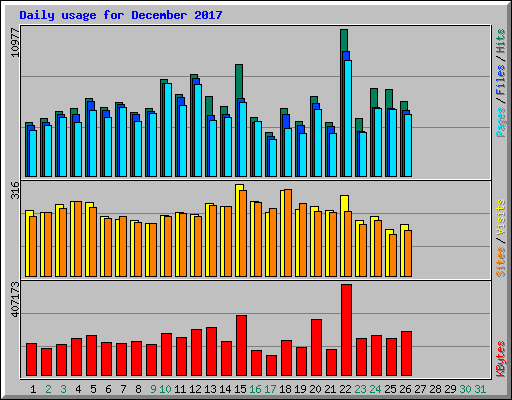 Daily usage for December 2017
10977
Pages / Files / Hits
316
Sites / Visits
407173
KBytes
1 2 3 4 5 6 7 8 9 10 11 12 13 14 15 16 17 18 19 20 21 22 23 24 25 26 27 28 29 30 31